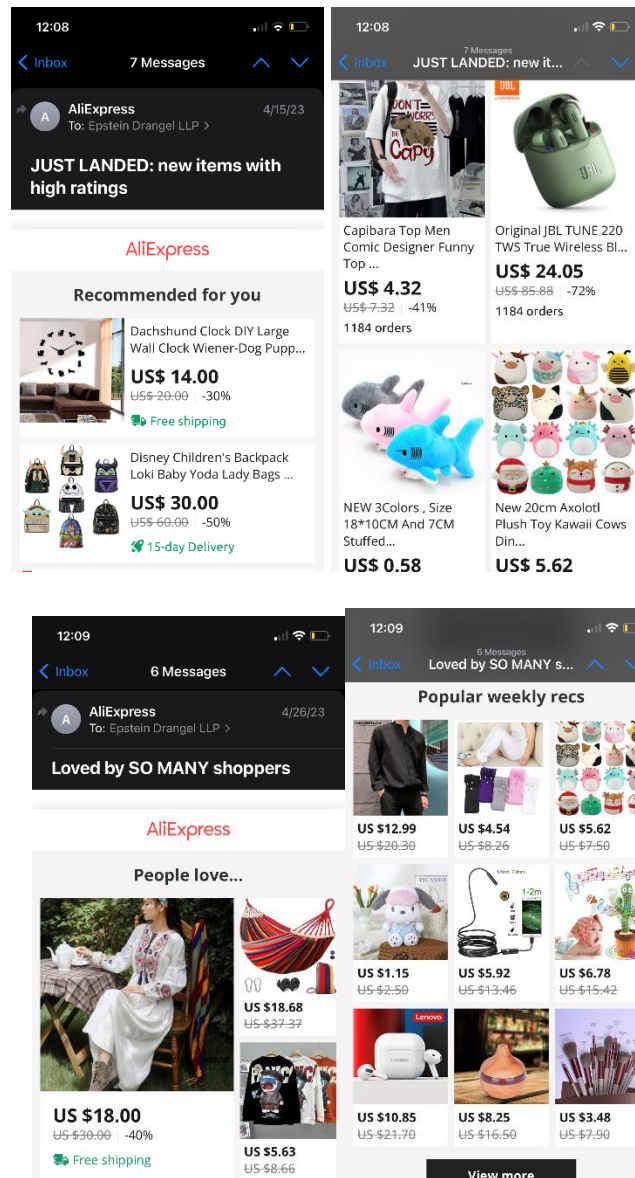 12:08
Inbox
7 Messages
A
AliExpress
4/15/23
To: Epstein Drangel LLP >
JUST LANDED: new items with
high ratings
AliExpress
Recommended for you
Dachshund Clock DIY Large
Wall Clock Wiener-Dog Pupp...
US$ 14.00
US$ 20.00 | -30%
Free shipping
Disney Children's Backpack
Loki Baby Yoda Lady Bags ...
US$ 30.00
US$ 60.00 | -50%
15-day Delivery
12:08
7 Messages
Inbox
JUST LANDED: new it...
DON'T
WORRY
BE
Capy
Capibara Top Men
Comic Designer Funny
Top ...
US$ 4.32
US$ 7.32 | -41%
1184 orders
JBL
JBL
Original JBL TUNE 220
TWS True Wireless Bl...
US$ 24.05
US$ 85.88 | -72%
1184 orders
NEW 3Colors , Size
18*10CM And 7CM
Stuffed...
US$ 0.58
New 20cm Axolotl
Plush Toy Kawaii Cows
Din...
US$ 5.62
12:09
Inbox
6 Messages
A
AliExpress
4/26/23
To: Epstein Drangel LLP >
Loved by SO MANY shoppers
AliExpress
People love...
US $18.00
US $30.00 | -40%
Free shipping
US $18.68
US $37.37
US $5.63
US $8.66
12:09
6 Messages
Inbox
Loved by SO MANY s...
Popular weekly recs
US $12.99
US $20.30
US $4.54
US $8.26
US $5.62
US $7.50
PICASSO
US $1.15
US $2.50
1-2m
US $5.92
US $13.46
US $6.78
US $15.42
Lenovo
US $10.85
US $21.70
US $8.25
US $16.50
US $3.48
US $7.90
View more